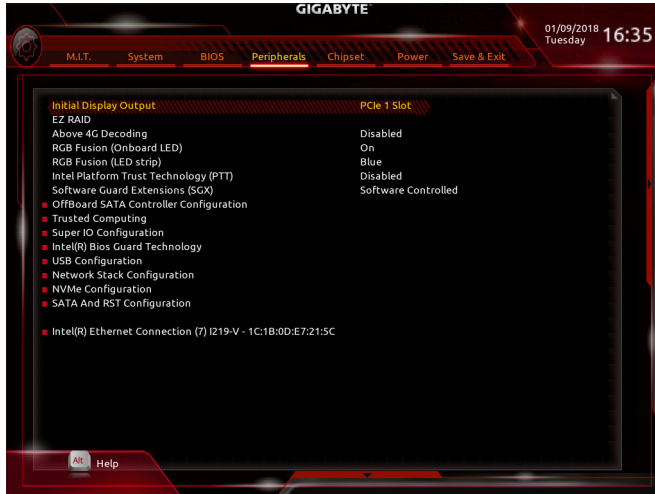 GIGABYTE
01/09/2018
Tuesday
16:35
M.I.T. System BIOS Peripherals Chipset Power Save & Exit
Initial Display Output PCIe 1 Slot
EZ RAID
Above 4G Decoding Disabled
RGB Fusion (Onboard LED) On
RGB Fusion (LED strip) Blue
Intel Platform Trust Technology (PTT) Disabled
Software Guard Extensions (SGX) Software Controlled
OffBoard SATA Controller Configuration
Trusted Computing
Super IO Configuration
Intel(R) Bios Guard Technology
USB Configuration
Network Stack Configuration
NVMe Configuration
SATA And RST Configuration
Intel(R) Ethernet Connection (7) I219-V - 1C:1B:0D:E7:21:5C
Alt Help